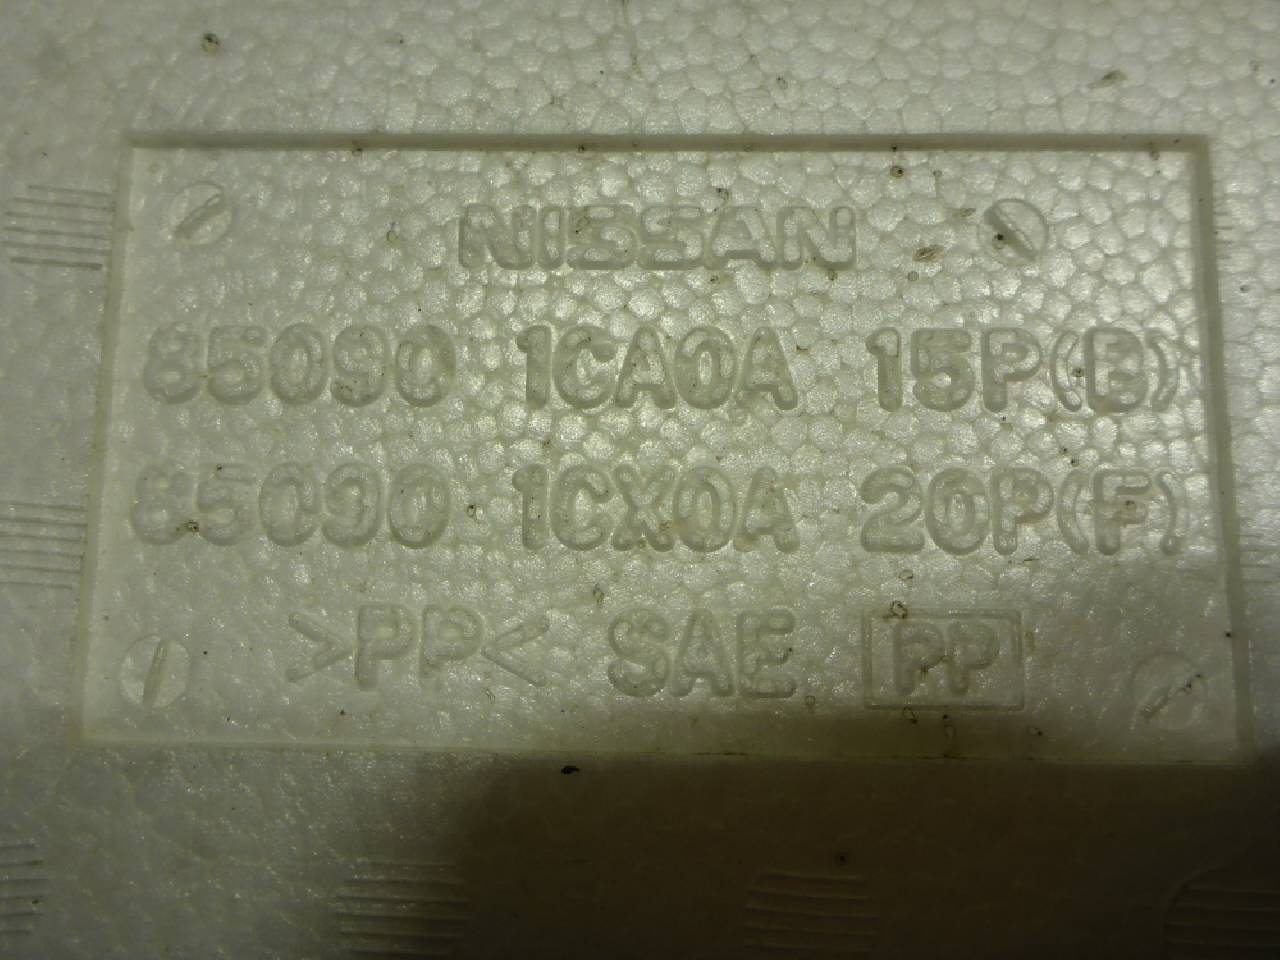 NISSAN
85090 1CA0A 15P(B)
85090 1CX0A 20P(F)
>PP< SAE PP